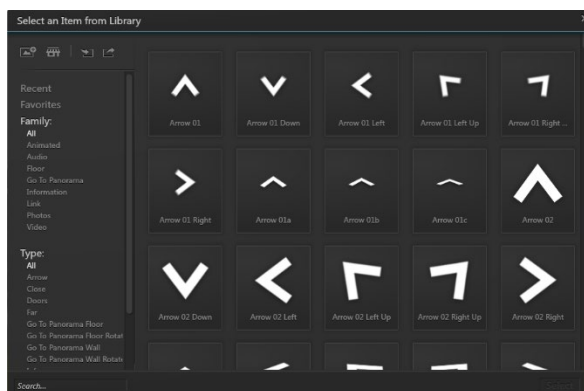 Select an Item from Library
Recent
Favorites
Family:
All
Animated
Audio
Floor
Go To Panorama
Information
Link
Photos
Video
Type:
All
Arrow
Close
Doors
Far
Go To Panorama Floor
Go To Panorama Floor Rotat
Go To Panorama Wall
Go To Panorama Wall Rotat
Search...
Arrow 01
Arrow 01 Down
Arrow 01 Left
Arrow 01 Left Up
Arrow 01 Right ...
Arrow 01 Right
Arrow 01a
Arrow 01b
Arrow 01c
Arrow 02
Arrow 02 Down
Arrow 02 Left
Arrow 02 Left Up
Arrow 02 Right Up
Arrow 02 Right